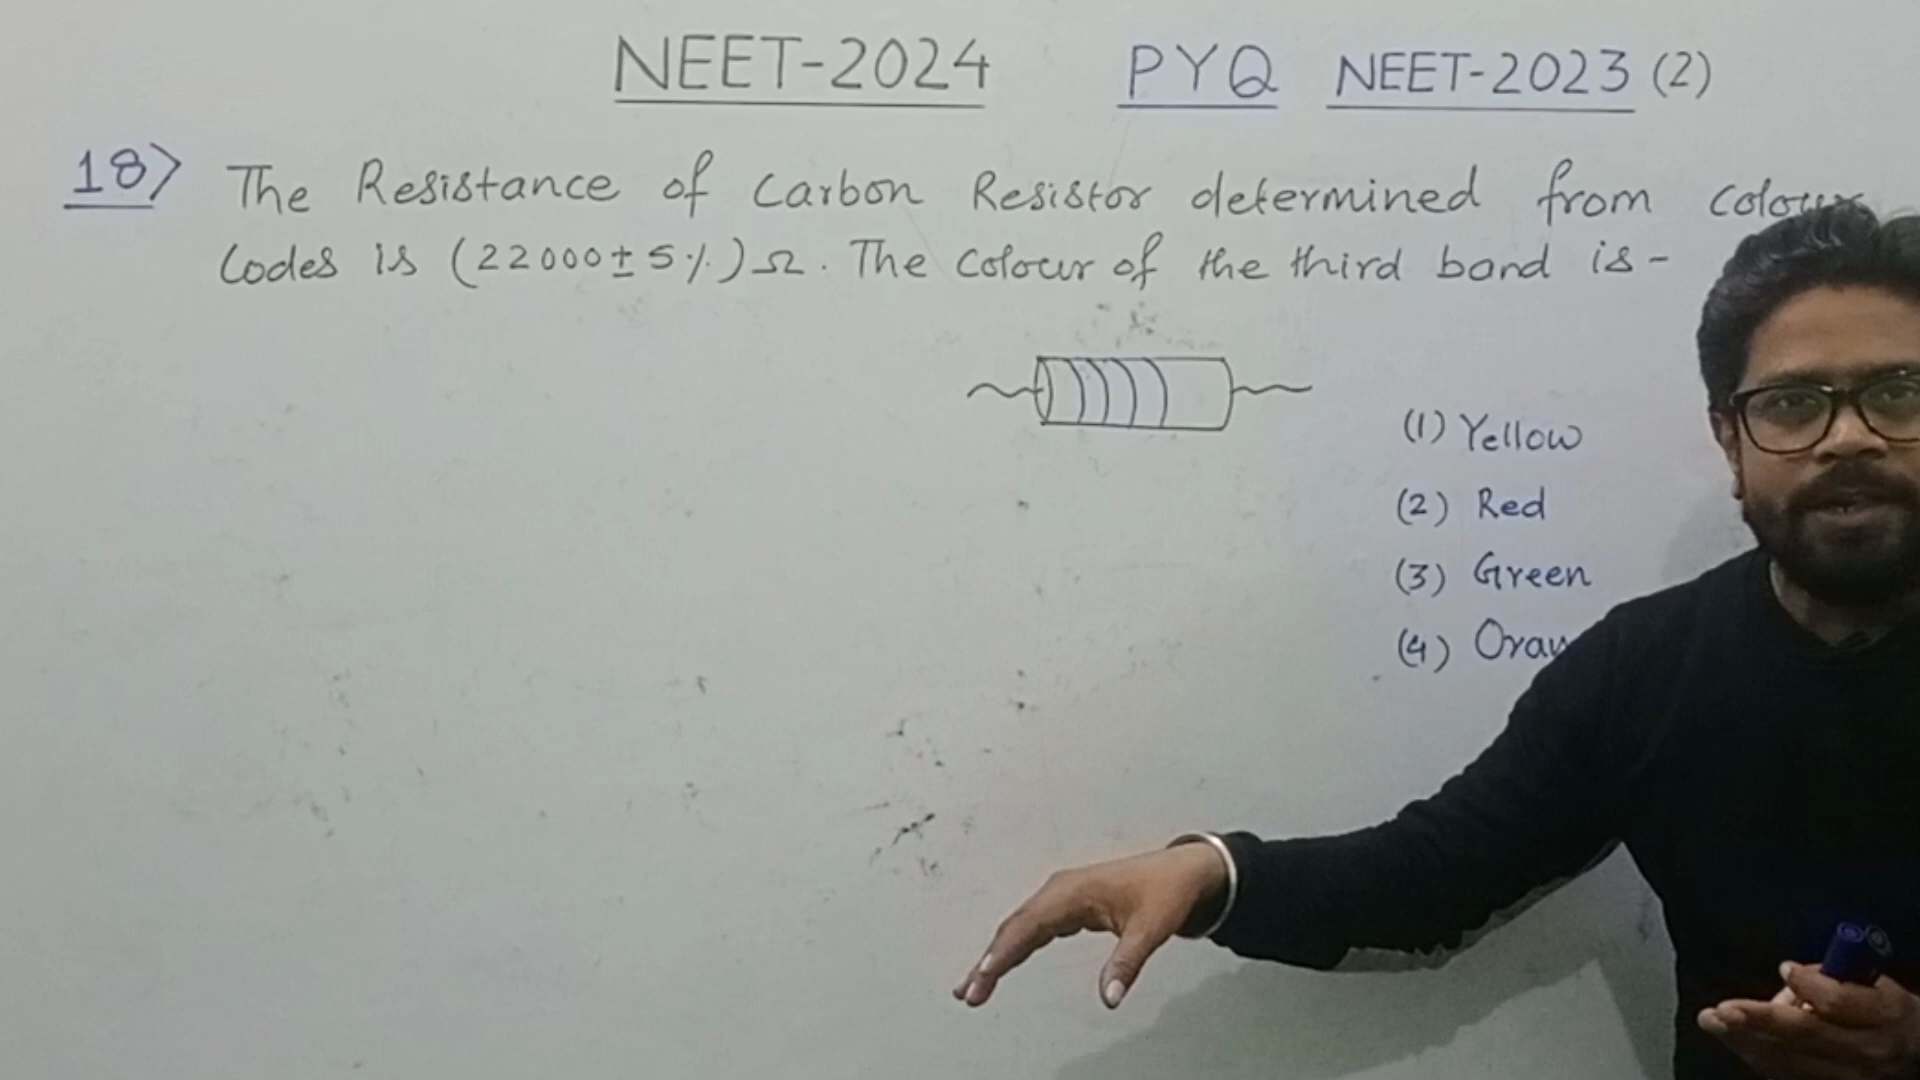 NEET-2024 PYQ NEET-2023 (2)
18> The Resistance of Carbon Resistor determined from Colour
Codes is (22000 ± 5%) Ω. The Colour of the third band is -
(1) Yellow
(2) Red
(3) Green
(4)